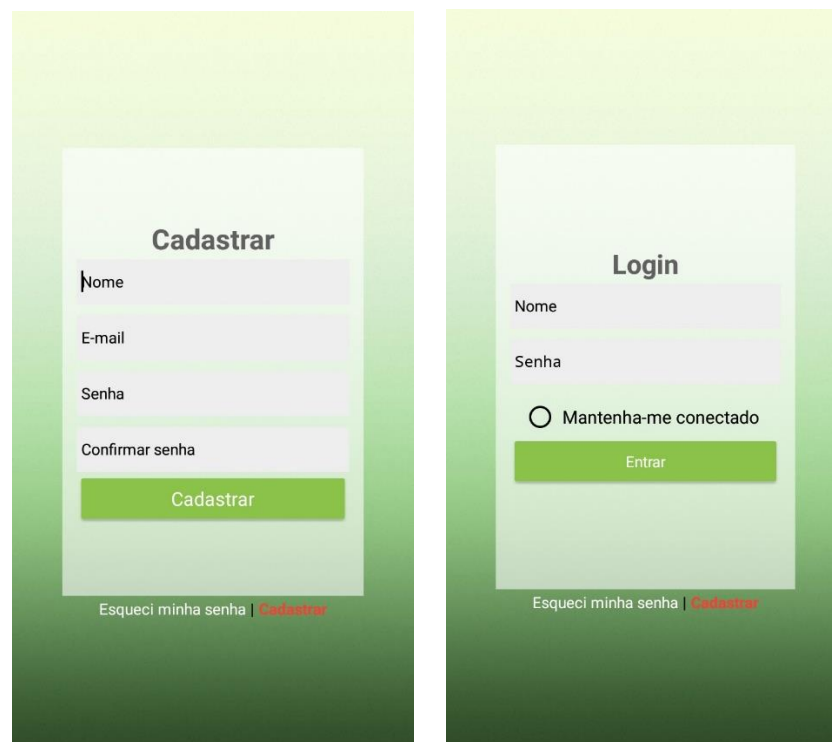 Cadastrar
Nome
E-mail
Senha
Confirmar senha
Cadastrar
Esqueci minha senha | Cadastrar
Login
Nome
Senha
Mantenha-me conectado
Entrar
Esqueci minha senha | Cadastrar